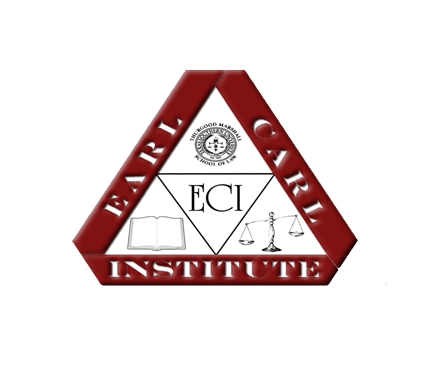 EARL
CARL
INSTITUTE
THURGOOD MARSHALL
SCHOOL OF LAW
ECI